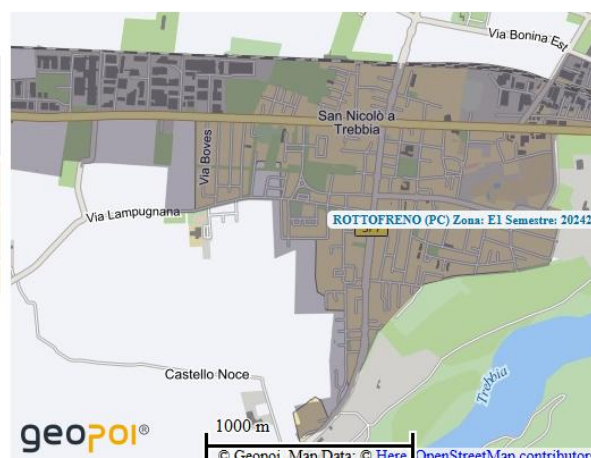 Via Bonina Est
San Nicolò a
Trebbia
Via Boves
Via Lampugnana
ROTTOFRENO (PC) Zona: E1 Semestre: 20242
Castello Noce
Trebbia
1000 m
geopoi®
© Geopoi, Map Data: © Here, OpenStreetMap contributors